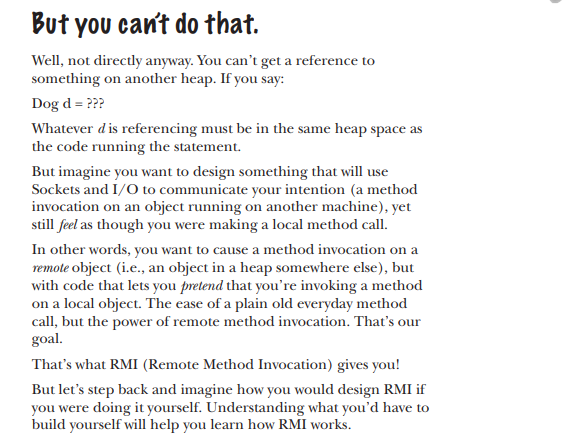 But you can't do that.
Well, not directly anyway. You can't get a reference to
something on another heap. If you say:
Dog d = ???
Whatever d is referencing must be in the same heap space as
the code running the statement.
But imagine you want to design something that will use
Sockets and I/O to communicate your intention (a method
invocation on an object running on another machine), yet
still feel as though you were making a local method call.
In other words, you want to cause a method invocation on a
remote object (i.e., an object in a heap somewhere else), but
with code that lets you pretend that you're invoking a method
on a local object. The ease of a plain old everyday method
call, but the power of remote method invocation. That's our
goal.
That's what RMI (Remote Method Invocation) gives you!
But let's step back and imagine how you would design RMI if
you were doing it yourself. Understanding what you'd have to
build yourself will help you learn how RMI works.